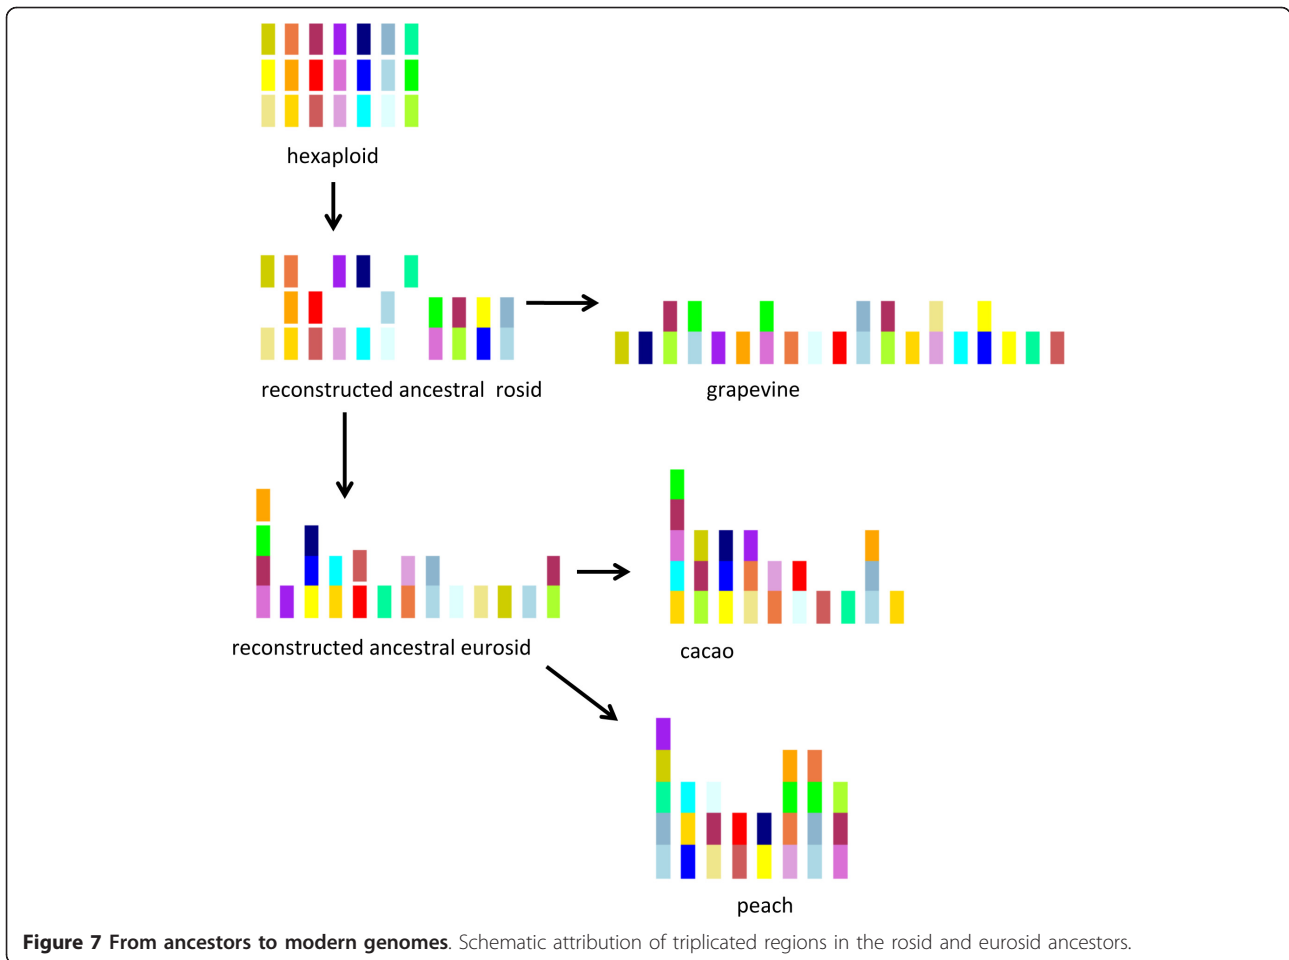 hexaploid
reconstructed ancestral rosid
grapevine
reconstructed ancestral eurosid
cacao
peach
Figure 7 From ancestors to modern genomes. Schematic attribution of triplicated regions in the rosid and eurosid ancestors.